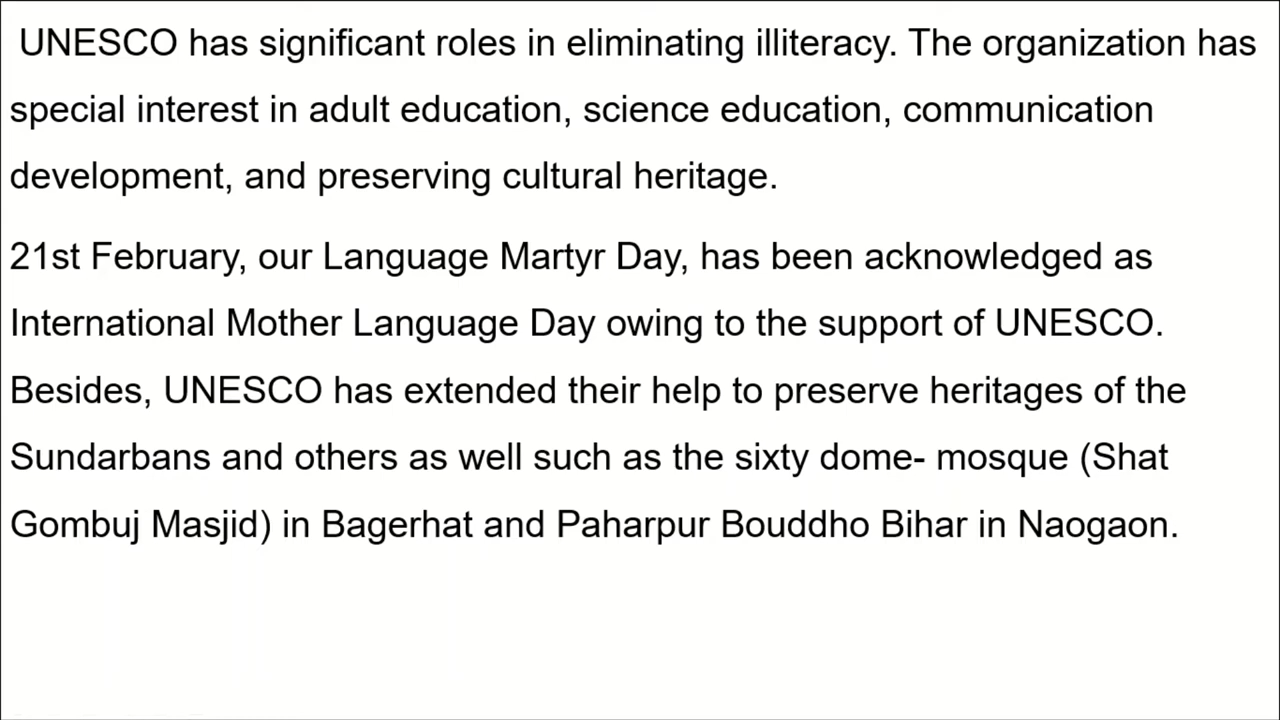 UNESCO has significant roles in eliminating illiteracy. The organization has
special interest in adult education, science education, communication
development, and preserving cultural heritage.
21st February, our Language Martyr Day, has been acknowledged as
International Mother Language Day owing to the support of UNESCO.
Besides, UNESCO has extended their help to preserve heritages of the
Sundarbans and others as well such as the sixty dome- mosque (Shat
Gombuj Masjid) in Bagerhat and Paharpur Bouddho Bihar in Naogaon.